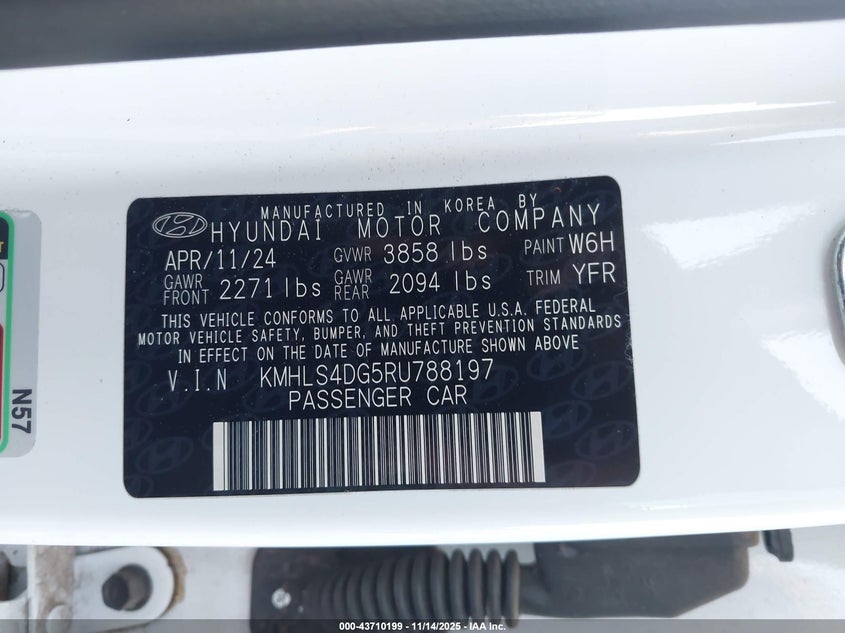 MANUFACTURED IN KOREA BY
HYUNDAI MOTOR COMPANY
APR/11/24 GVWR 3858 lbs PAINT W6H
GAWR FRONT 2271 lbs GAWR REAR 2094 lbs TRIM YFR
THIS VEHICLE CONFORMS TO ALL APPLICABLE U.S.A. FEDERAL
MOTOR VEHICLE SAFETY, BUMPER, AND THEFT PREVENTION STANDARDS
IN EFFECT ON THE DATE OF MANUFACTURE SHOWN ABOVE
V.I.N KMHLS4DG5RU788197
PASSENGER CAR
N57
000-43710199 - 11/14/2025 - IAA Inc.